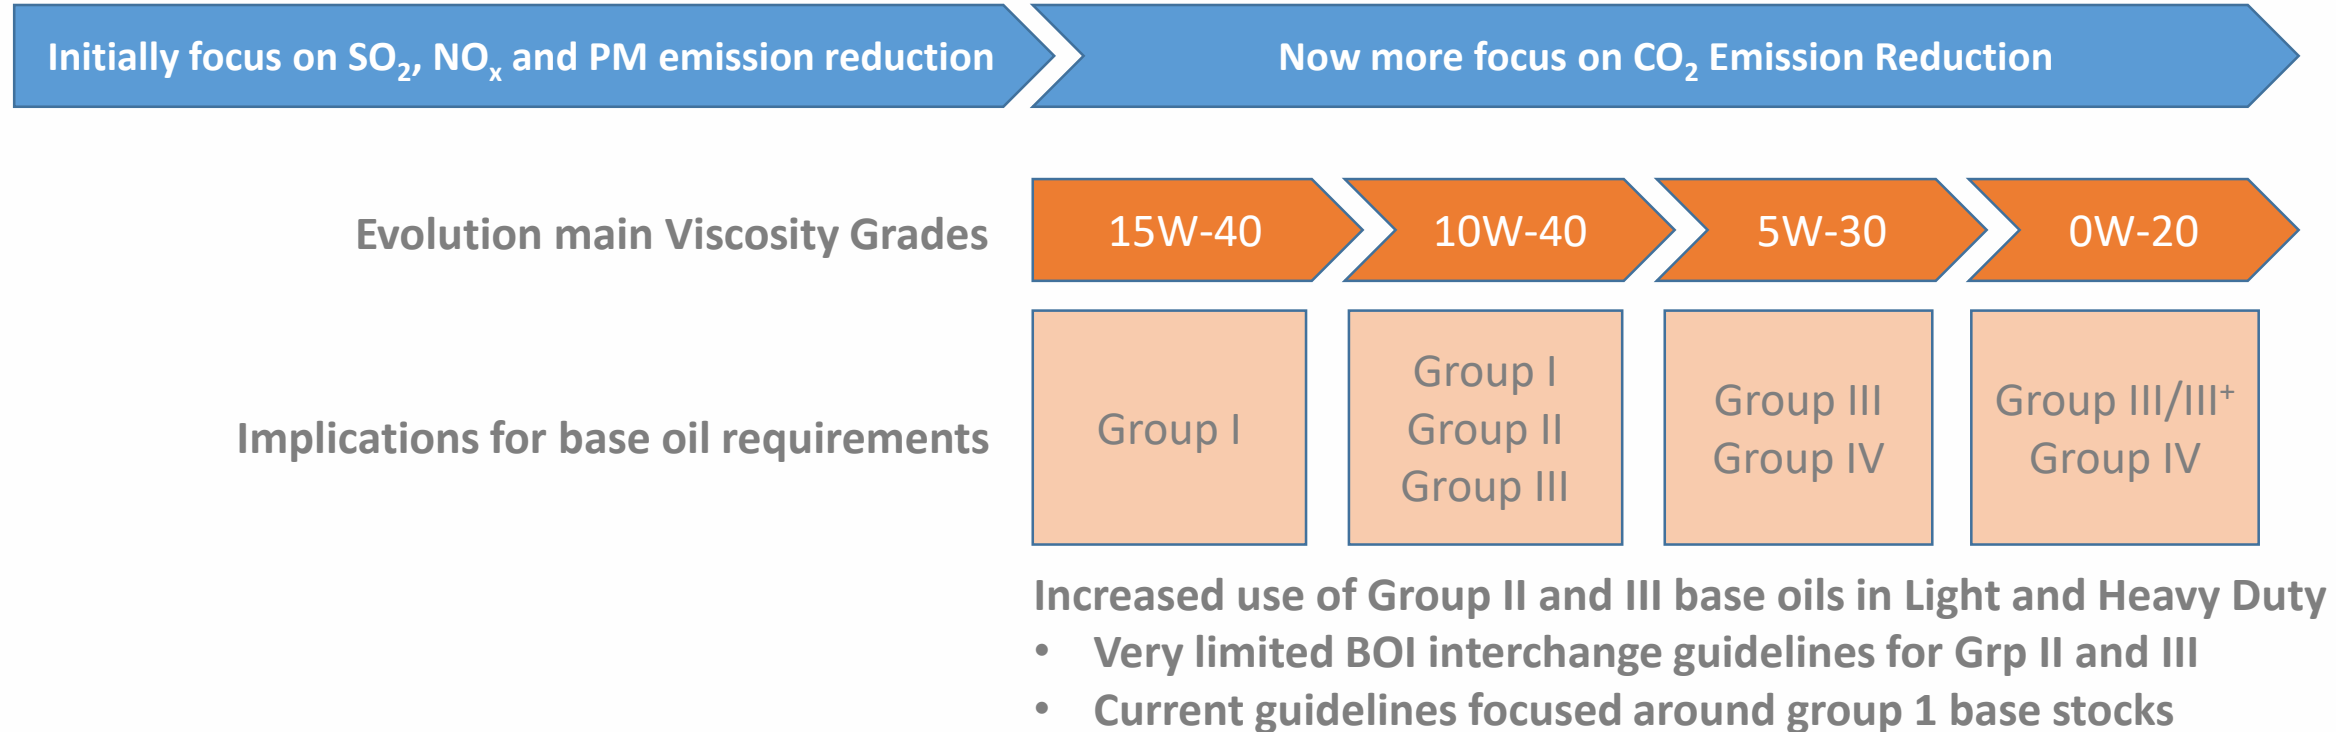 Initially focus on SO₂, NOₓ and PM emission reduction
Now more focus on CO₂ Emission Reduction
Evolution main Viscosity Grades
15W-40
10W-40
5W-30
0W-20
Implications for base oil requirements
Group I
Group I
Group II
Group III
Group III
Group IV
Group III/III⁺
Group IV
Increased use of Group II and III base oils in Light and Heavy Duty
• Very limited BOI interchange guidelines for Grp II and III
• Current guidelines focused around group 1 base stocks